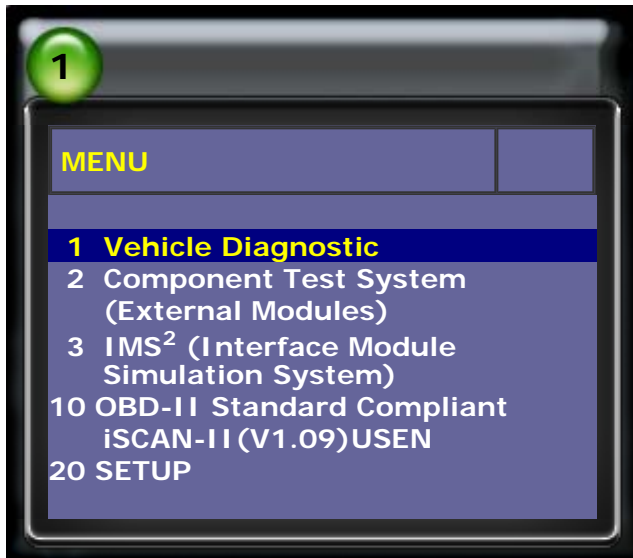 1
MENU
1 Vehicle Diagnostic
2 Component Test System
(External Modules)
3 IMS² (Interface Module
Simulation System)
10 OBD-II Standard Compliant
iSCAN-II(V1.09)USEN
20 SETUP